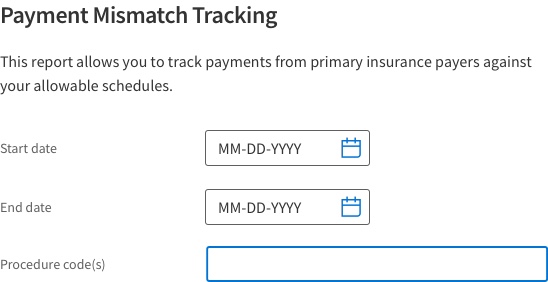 Payment Mismatch Tracking
This report allows you to track payments from primary insurance payers against
your allowable schedules.
Start date
MM-DD-YYYY
End date
MM-DD-YYYY
Procedure code(s)